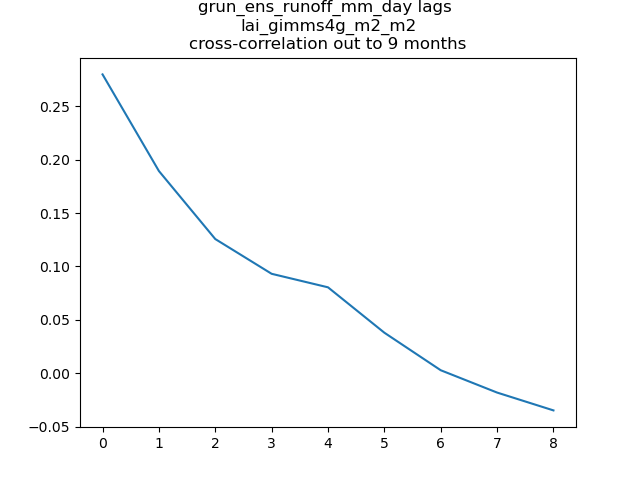 grun_ens_runoff_mm_day lags
lai_gimms4g_m2_m2
cross-correlation out to 9 months
0.25
0.20
0.15
0.10
0.05
0.00
−0.05
0 1 2 3 4 5 6 7 8